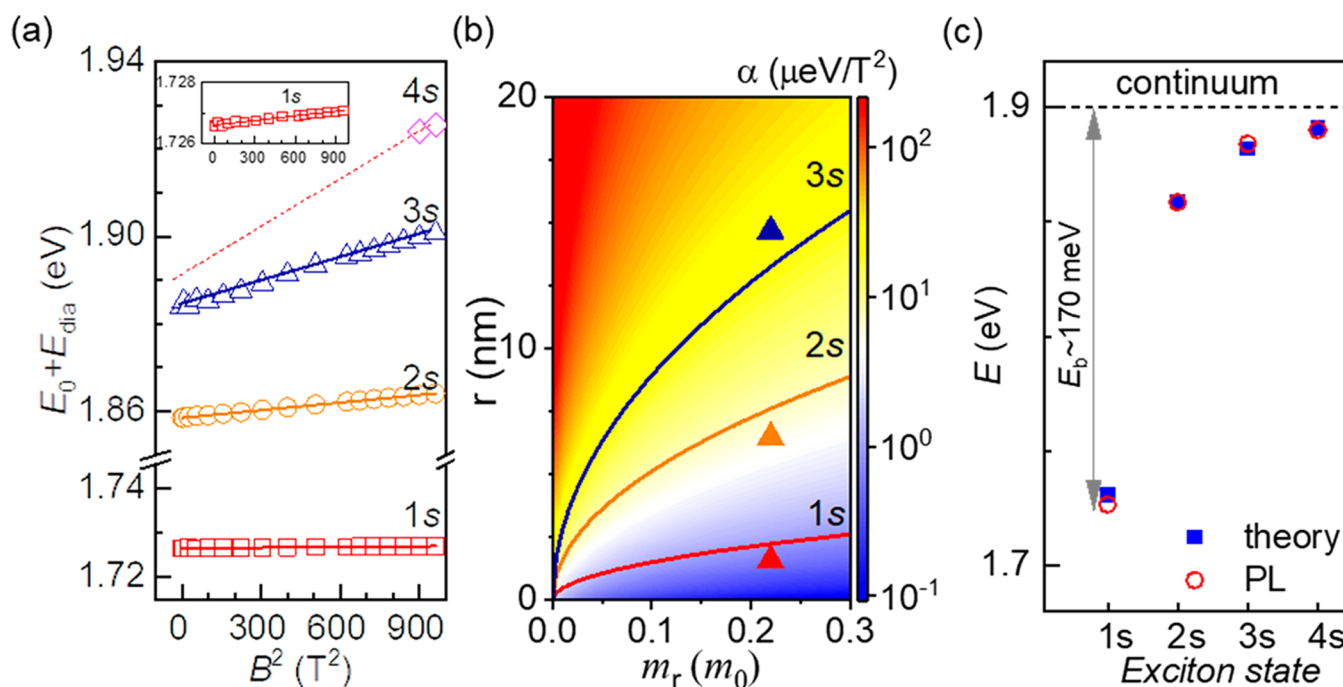 (a)
1.94
1.90
1.86
1.74
1.72
E₀+E_dia (eV)
0 300 600 900
B² (T²)
4s
3s
2s
1s
1.728
1.726
1s
0 300 600 900
(b)
α (μeV/T²)
20
10
0
r (nm)
3s
2s
1s
0.0 0.1 0.2 0.3
m_r (m₀)
10²
10¹
10⁰
10⁻¹
(c)
continuum
1.9
1.7
E (eV)
E_b~170 meV
theory
PL
1s 2s 3s 4s
Exciton state